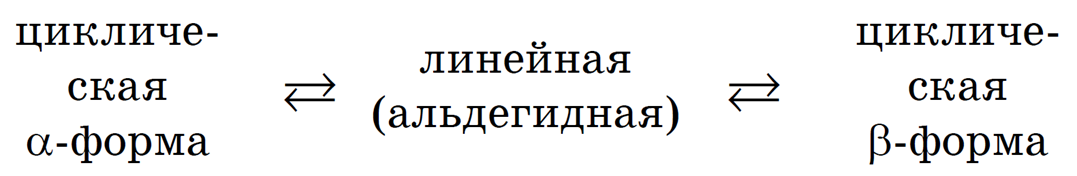 цикличе-
ская
α-форма
⇄
линейная
(альдегидная)
⇄
цикличе-
ская
β-форма